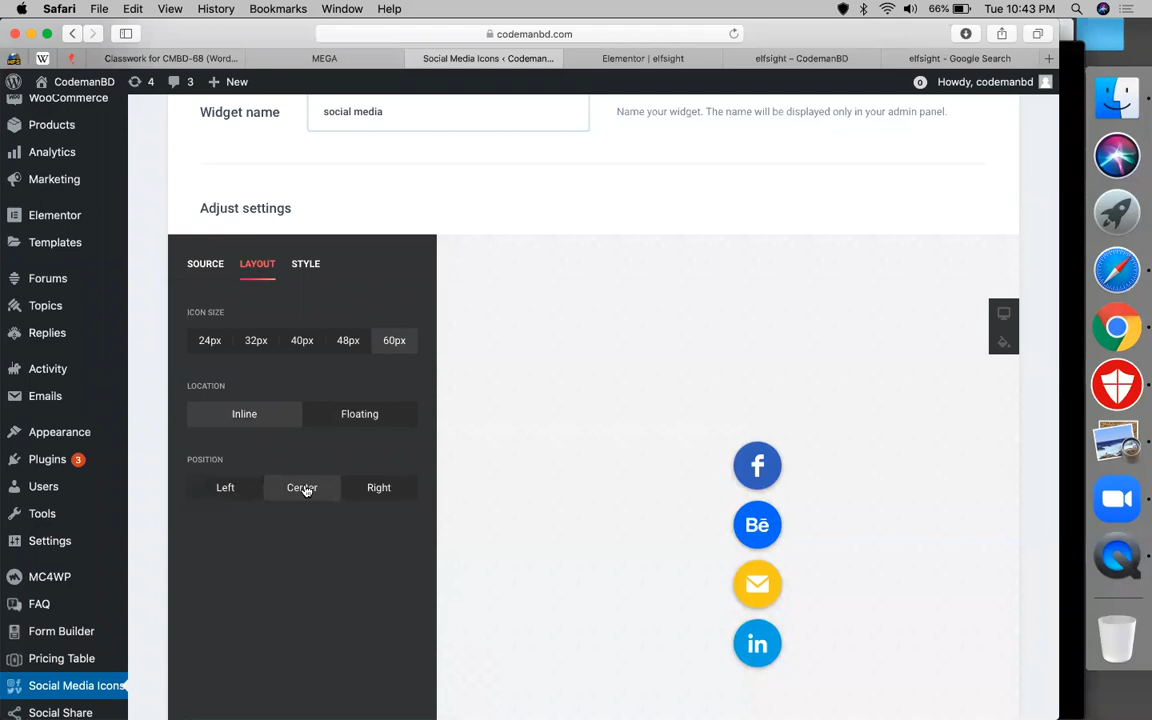 Safari File Edit View History Bookmarks Window Help 66% Tue 10:43 PM
codemanbd.com
W Classwork for CMBD-68 (Word... MEGA Social Media Icons ‹ Codeman... Elementor | elfsight elfsight – CodemanBD elfsight - Google Search
CodemanBD 4 3 + New 0 Howdy, codemanbd
WooCommerce
Products
Analytics
Marketing
Elementor
Templates
Forums
Topics
Replies
Activity
Emails
Appearance
Plugins 3
Users
Tools
Settings
MC4WP
FAQ
Form Builder
Pricing Table
Social Media Icons
Social Share
Widget name social media Name your widget. The name will be displayed only in your admin panel.
Adjust settings
SOURCE LAYOUT STYLE
ICON SIZE
24px 32px 40px 48px 60px
LOCATION
Inline Floating
POSITION
Left Center Right
f
Bē
in